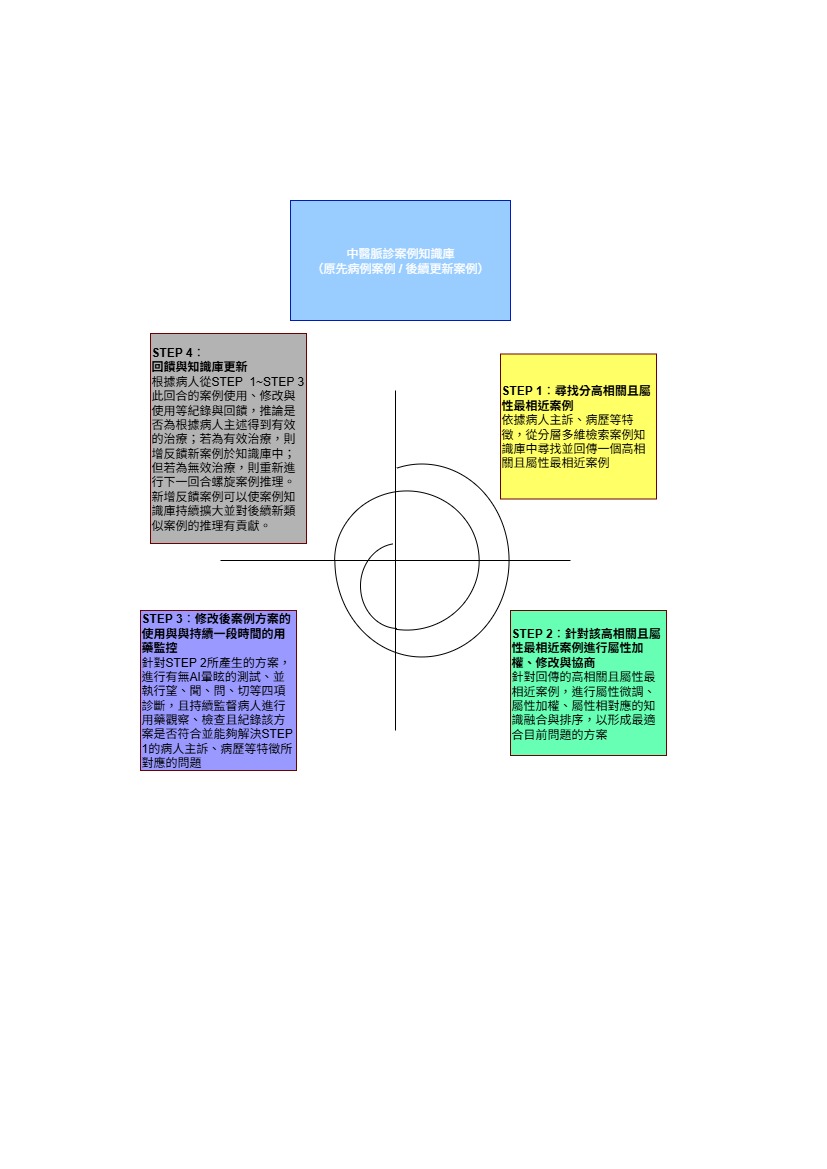 中醫脈診案例知識庫
（原先病例案例 / 後續更新案例）
STEP 4：
回饋與知識庫更新
根據病人從STEP  1~STEP 3
此回合的案例使用、修改與
使用等紀錄與回饋，推論是
否為根據病人主述得到有效
的治療；若為有效治療，則
增反饋新案例於知識庫中；
但若為無效治療，則重新進
行下一回合螺旋案例推理。
新增反饋案例可以使案例知
識庫持續擴大並對後續新類
似案例的推理有貢獻。
STEP 1：尋找分高相關且屬
性最相近案例
依據病人主訴、病歷等特
徵，從分層多維檢索案例知
識庫中尋找並回傳一個高相
關且屬性最相近案例
STEP 3：修改後案例方案的
使用與與持續一段時間的用
藥監控
針對STEP 2所產生的方案，
進行有無AI暈眩的測試、並
執行望、聞、問、切等四項
診斷，且持續監督病人進行
用藥觀察、檢查且紀錄該方
案是否符合並能夠解決STEP
1的病人主訴、病歷等特徵所
對應的問題
STEP 2：針對該高相關且屬
性最相近案例進行屬性加
權、修改與協商
針對回傳的高相關且屬性最
相近案例，進行屬性微調、
屬性加權、屬性相對應的知
識融合與排序，以形成最適
合目前問題的方案